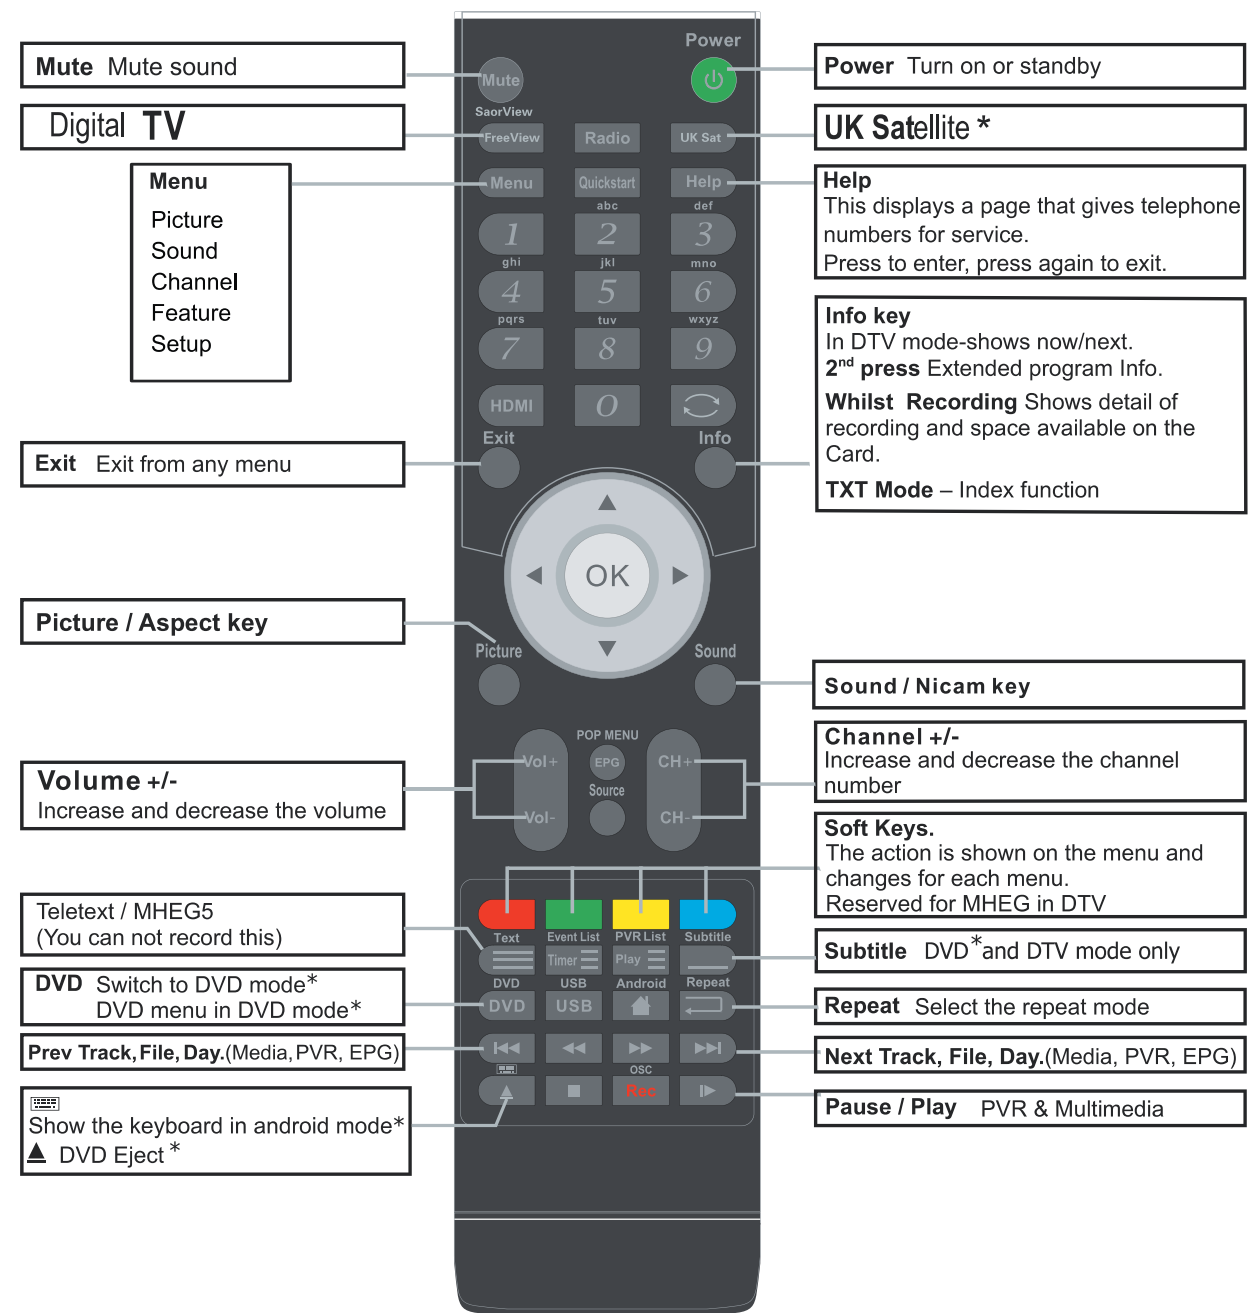 Mute Mute sound
Digital TV
Menu
Picture
Sound
Channel
Feature
Setup
Exit Exit from any menu
Picture / Aspect key
Volume +/-
Increase and decrease the volume
Teletext / MHEG5
(You can not record this)
DVD Switch to DVD mode*
DVD menu in DVD mode*
Prev Track, File, Day.(Media, PVR, EPG)
Show the keyboard in android mode*
DVD Eject *
Power
Mute
SaorView
FreeView Radio UK Sat
Menu Quickstart Help
abc def
1 2 3
ghi jkl mno
4 5 6
pqrs tuv wxyz
7 8 9
HDMI 0
Exit Info
OK
Picture Sound
POP MENU
Vol+ EPG CH+
Source
Vol- CH-
Text Event List PVR List Subtitle
Timer Play
DVD USB Android Repeat
DVD USB
OSC
Rec
Power Turn on or standby
UK Satellite *
Help
This displays a page that gives telephone
numbers for service.
Press to enter, press again to exit.
Info key
In DTV mode-shows now/next.
2nd press Extended program Info.
Whilst Recording Shows detail of
recording and space available on the
Card.
TXT Mode – Index function
Sound / Nicam key
Channel +/-
Increase and decrease the channel
number
Soft Keys.
The action is shown on the menu and
changes for each menu.
Reserved for MHEG in DTV
Subtitle DVD*and DTV mode only
Repeat Select the repeat mode
Next Track, File, Day.(Media, PVR, EPG)
Pause / Play PVR & Multimedia